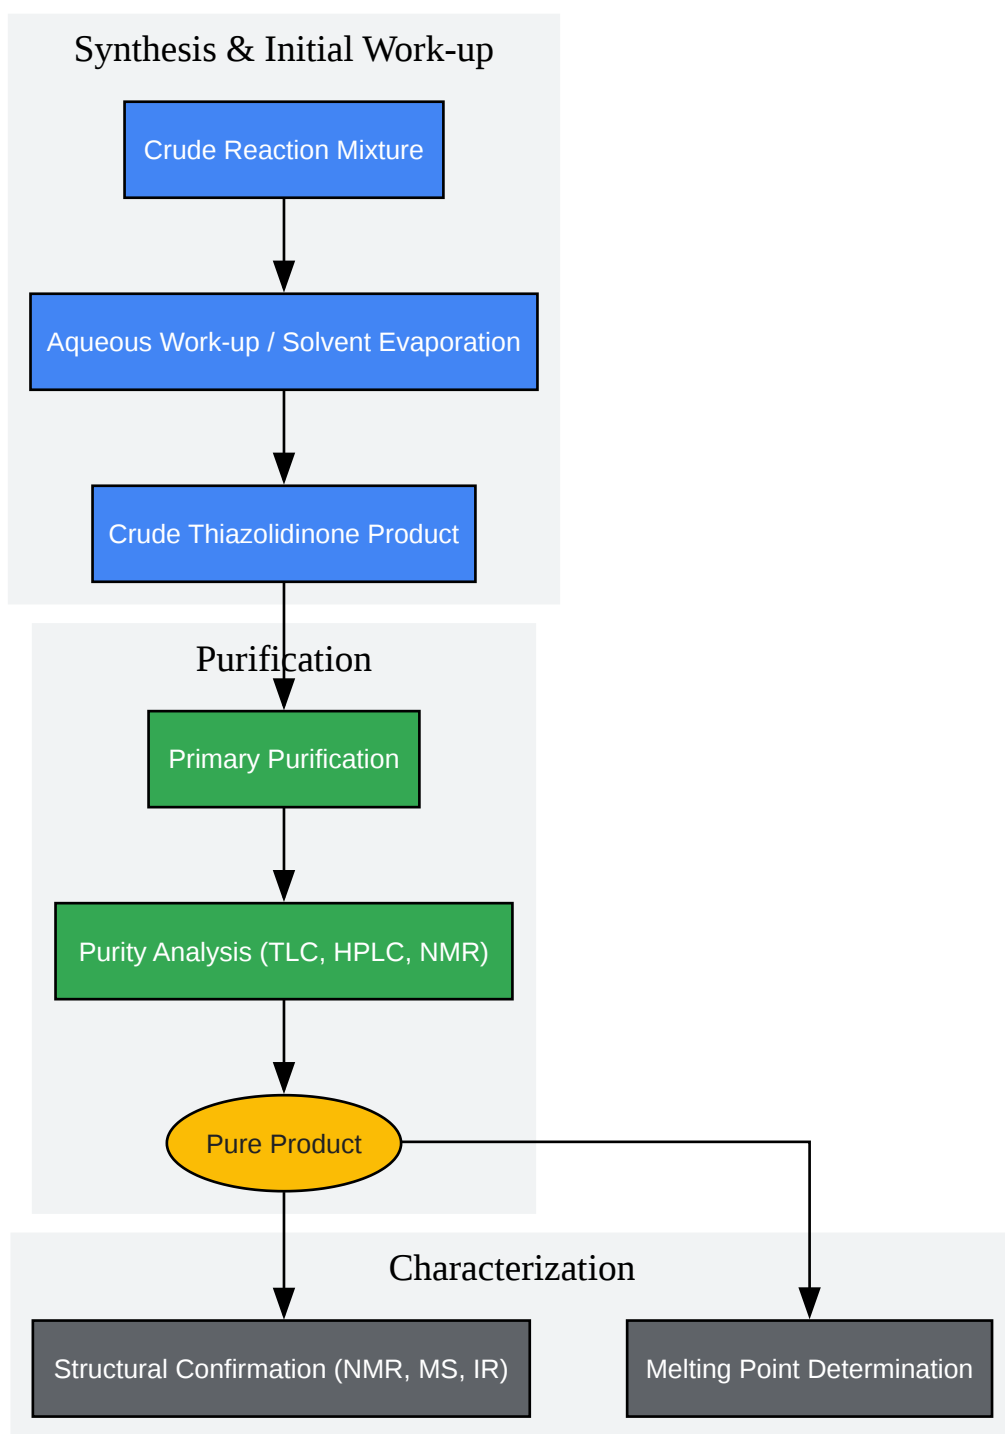 Synthesis & Initial Work-up
Crude Reaction Mixture
Aqueous Work-up / Solvent Evaporation
Crude Thiazolidinone Product
Purification
Primary Purification
Purity Analysis (TLC, HPLC, NMR)
Pure Product
Characterization
Structural Confirmation (NMR, MS, IR)
Melting Point Determination